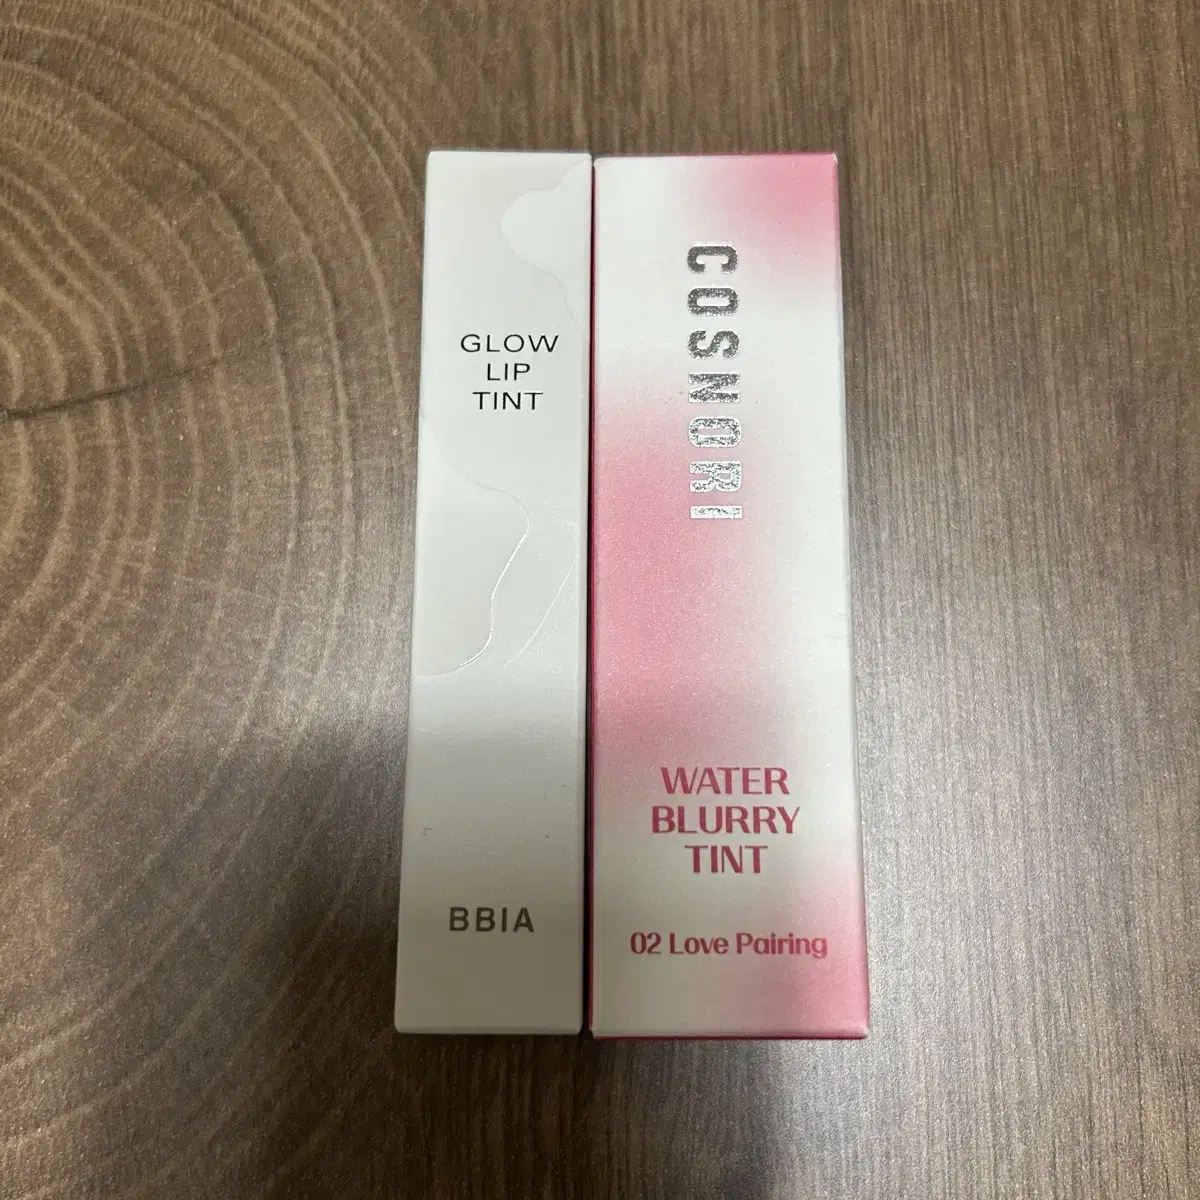 GLOW
LIP
TINT
BBIA
COSNORI
WATER
BLURRY
TINT
02 Love Pairing